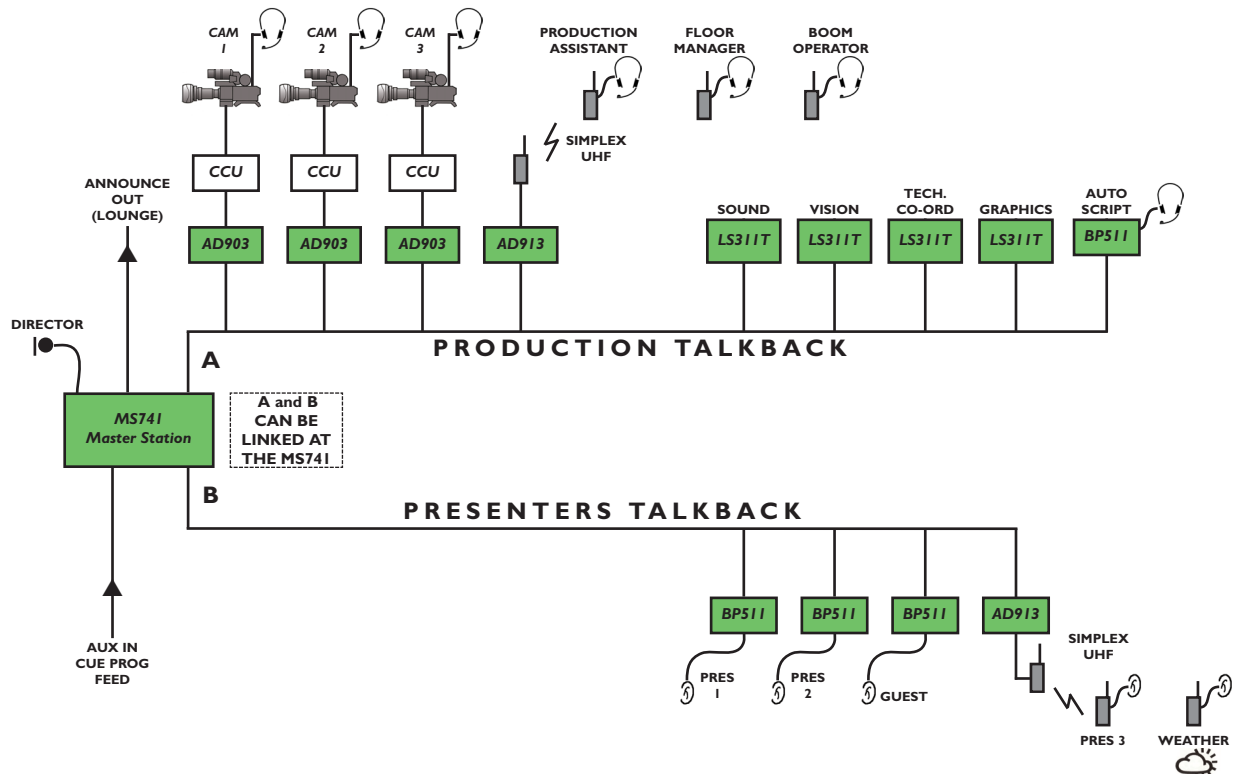 CAM
1
CAM
2
CAM
3
PRODUCTION
ASSISTANT
FLOOR
MANAGER
BOOM
OPERATOR
SIMPLEX
UHF
CCU
CCU
CCU
ANNOUNCE
OUT
(LOUNGE)
AD903
AD903
AD903
AD913
SOUND
LS311T
VISION
LS311T
TECH.
CO-ORD
LS311T
GRAPHICS
LS311T
AUTO
SCRIPT
BP511
DIRECTOR
A
PRODUCTION TALKBACK
MS741
Master Station
A and B
CAN BE
LINKED AT
THE MS741
B
PRESENTERS TALKBACK
AUX IN
CUE PROG
FEED
BP511
BP511
BP511
AD913
PRES
1
PRES
2
GUEST
SIMPLEX
UHF
PRES 3
WEATHER